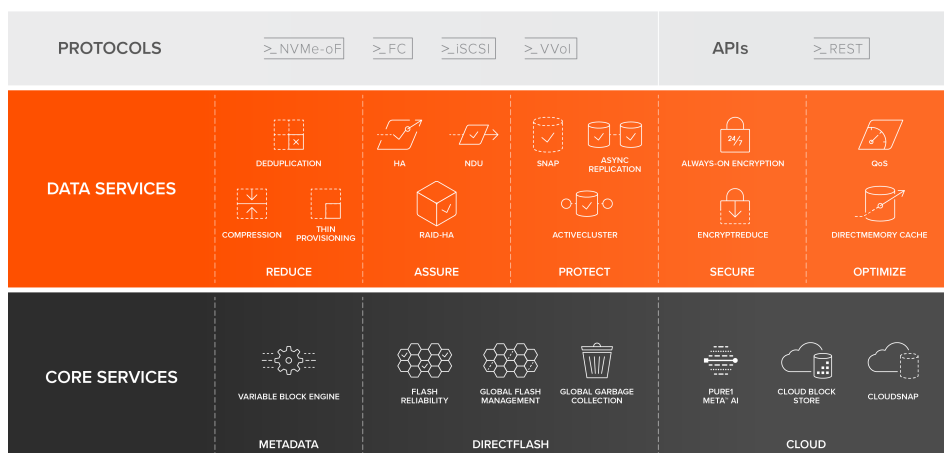 PROTOCOLS
>_NVMe-oF
>_FC
>_iSCSI
>_VVol
APIs
>_REST
DATA SERVICES
DEDUPLICATION
COMPRESSION
THIN
PROVISIONING
REDUCE
HA
NDU
RAID-HA
ASSURE
SNAP
ASYNC
REPLICATION
ACTIVECLUSTER
PROTECT
24/7
ALWAYS-ON ENCRYPTION
ENCRYPTREDUCE
SECURE
QoS
DIRECTMEMORY CACHE
OPTIMIZE
CORE SERVICES
VARIABLE BLOCK ENGINE
METADATA
FLASH
RELIABILITY
GLOBAL FLASH
MANAGEMENT
GLOBAL GARBAGE
COLLECTION
DIRECTFLASH
PURE1
META™ AI
CLOUD BLOCK
STORE
CLOUDSNAP
CLOUD